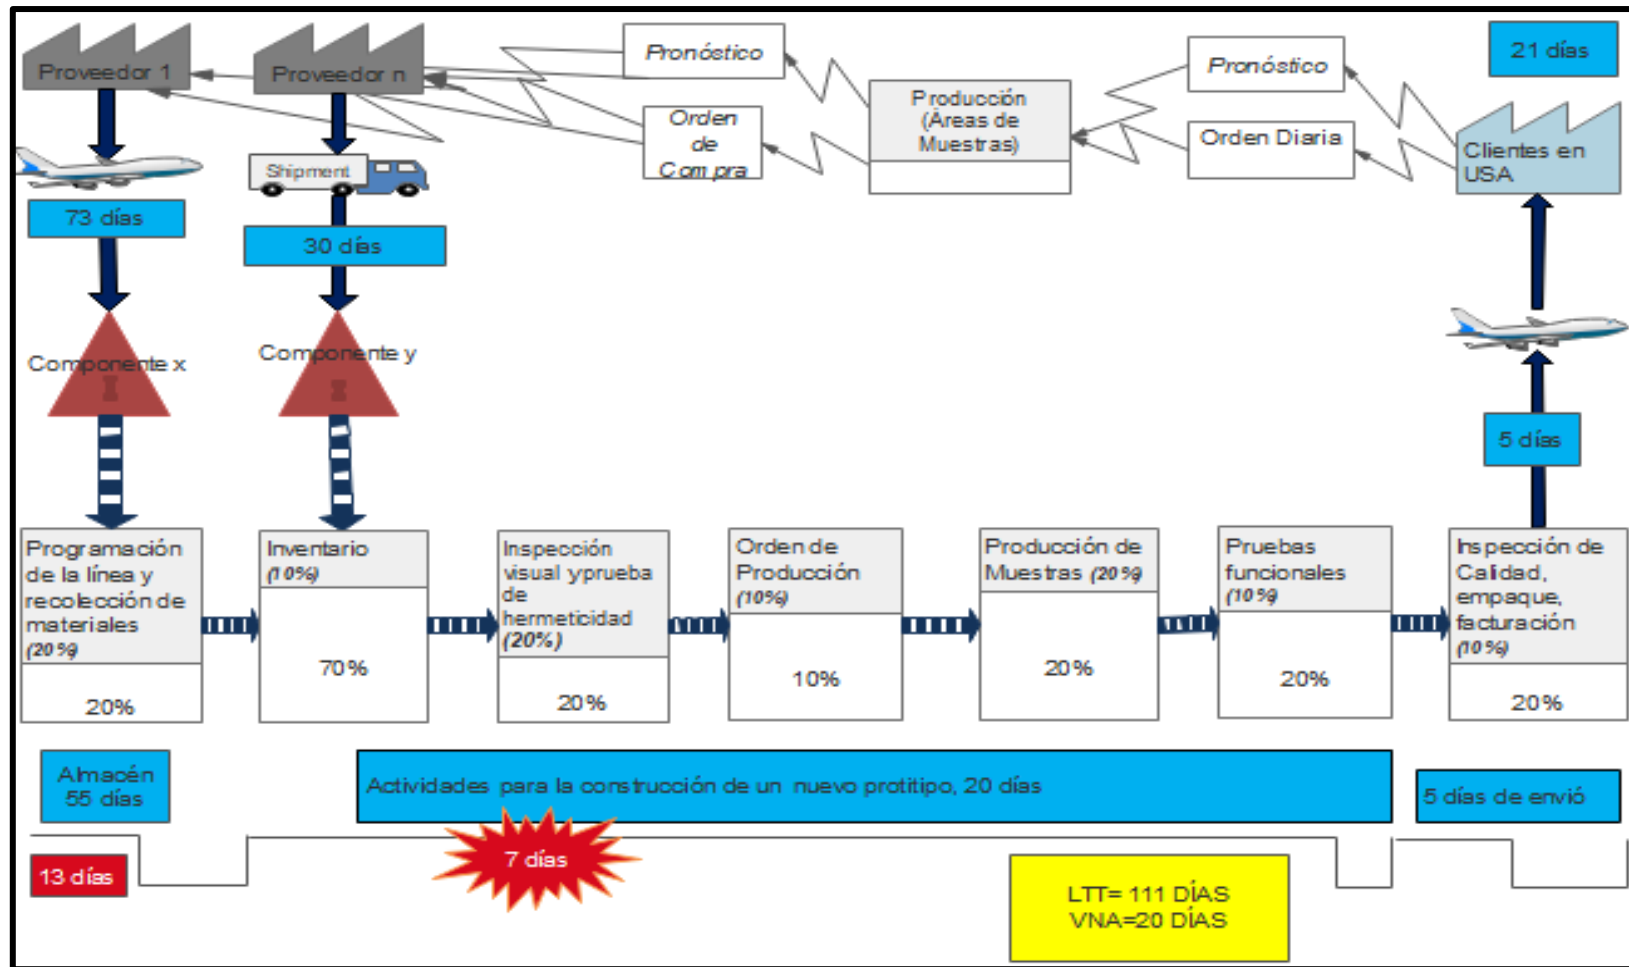 Proveedor 1
Proveedor n
Pronóstico
Orden
de
Compra
Producción
(Áreas de
Muestras)
Pronóstico
Orden Diaria
21 días
Clientes en
USA
Shipment
73 días
30 días
Componente x
Componente y
5 días
Programación
de la línea y
recolección de
materiales
(20%)
20%
Inventario
(10%)
70%
Inspección
visual yprueba
de
hermeticidad
(20%)
20%
Orden de
Producción
(10%)
10%
Producción de
Muestras (20%)
20%
Pruebas
funcionales
(10%)
20%
Inspección de
Calidad,
empaque,
facturación
(10%)
20%
Almacén
55 días
Actividades para la construcción de un nuevo protitipo, 20 días
5 días de envió
13 días
7 días
LTT= 111 DÍAS
VNA=20 DÍAS